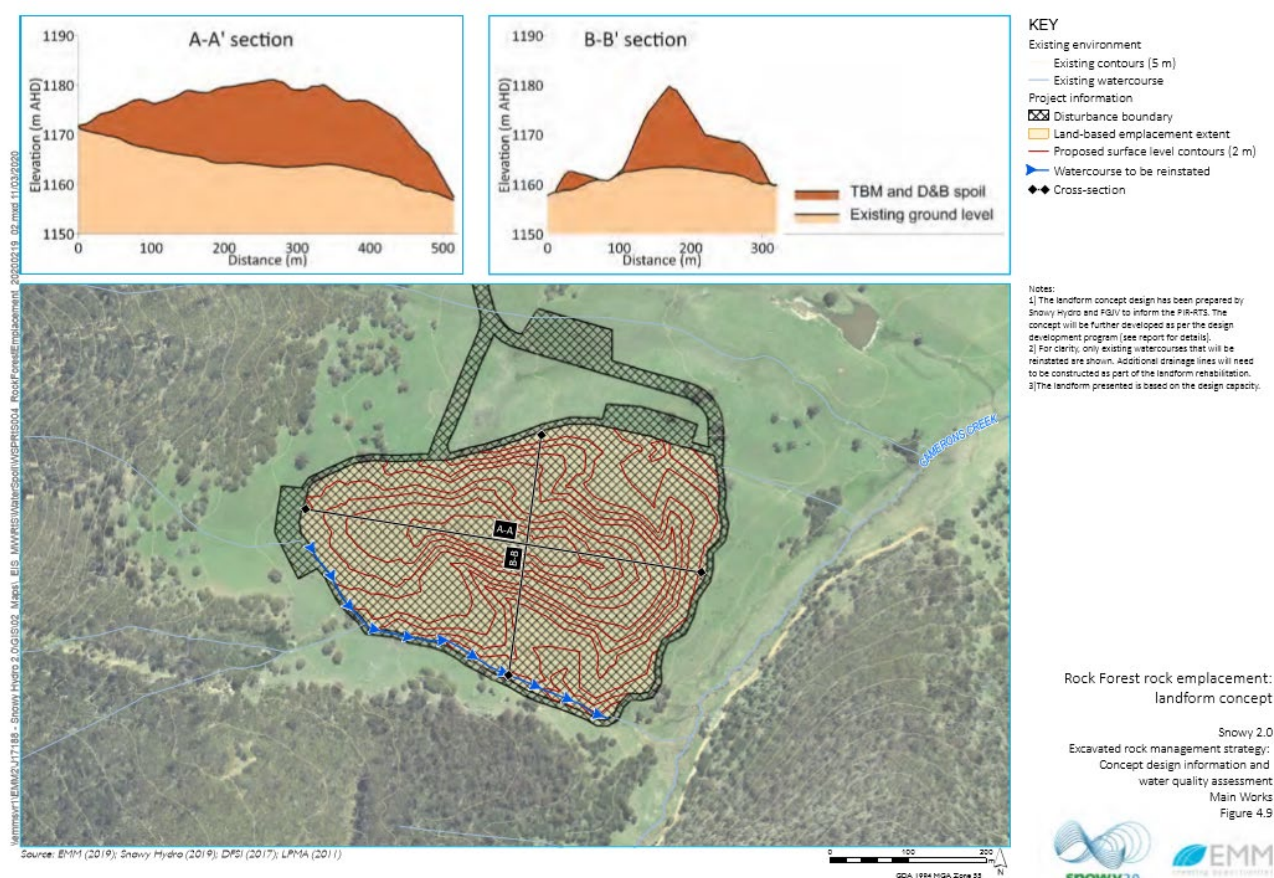 A-A' section
1190
1180
1170
1160
1150
Elevation (m AHD)
0 100 200 300 400 500
Distance (m)
B-B' section
1190
1180
1170
1160
1150
Elevation (m AHD)
0 100 200 300
Distance (m)
TBM and D&B spoil
Existing ground level
KEY
Existing environment
Existing contours (5 m)
Existing watercourse
Project information
Disturbance boundary
Land-based emplacement extent
Proposed surface level contours (2 m)
Watercourse to be reinstated
Cross-section
Notes:
1| The landform concept design has been prepared by
Snowy Hydro and FGJV to inform the PIR-RTS. The
concept will be further developed as per the design
development program (see report for details).
2| For clarity, only existing watercourses that will be
reinstated are shown. Additional drainage lines will need
to be constructed as part of the landform rehabilitation.
3|The landform presented is based on the design capacity.
CAMERONS CREEK
A-A
B-B
Rock Forest rock emplacement:
landform concept
Snowy 2.0
Excavated rock management strategy:
Concept design information and
water quality assessment
Main Works
Figure 4.9
Source: EMM (2019); Snowy Hydro (2019); DFSI (2017); LPMA (2011)
0 100 200
m
N
GDA 1994 MGA Zone 55
SNOWY2.0
EMM
creating opportunities